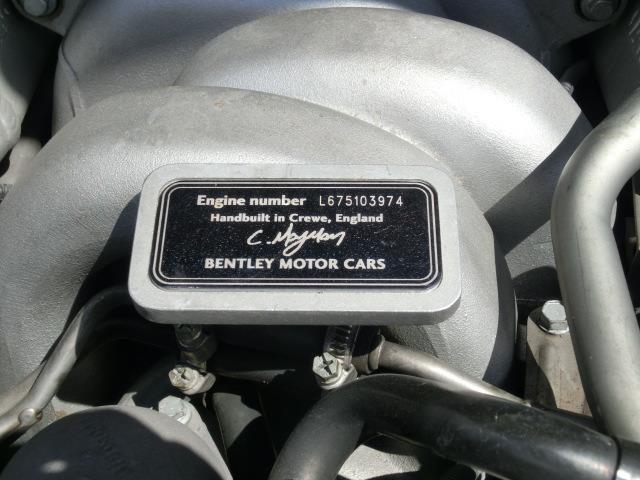 Engine number L675103974
Handbuilt in Crewe, England
BENTLEY MOTOR CARS